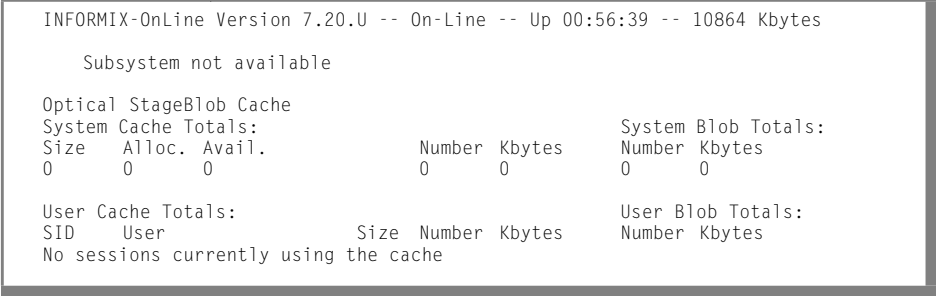 INFORMIX-OnLine Version 7.20.U -- On-Line -- Up 00:56:39 -- 10864 Kbytes
Subsystem not available
Optical StageBlob Cache
System Cache Totals: System Blob Totals:
Size Alloc. Avail. Number Kbytes Number Kbytes
0 0 0 0 0 0 0
User Cache Totals: User Blob Totals:
SID User Size Number Kbytes Number Kbytes
No sessions currently using the cache